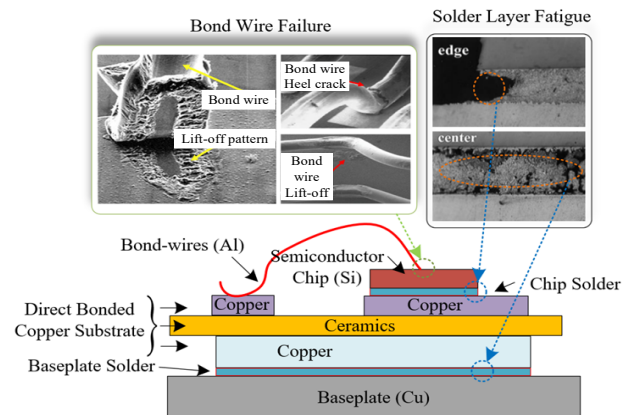 Bond Wire Failure
Solder Layer Fatigue
Bond wire
Lift-off pattern
Bond wire
Heel crack
Bond
wire
Lift-off
edge
center
Bond-wires (Al)
Semiconductor
Chip (Si)
Chip Solder
Direct Bonded
Copper Substrate
Copper
Copper
Ceramics
Copper
Baseplate Solder
Baseplate (Cu)